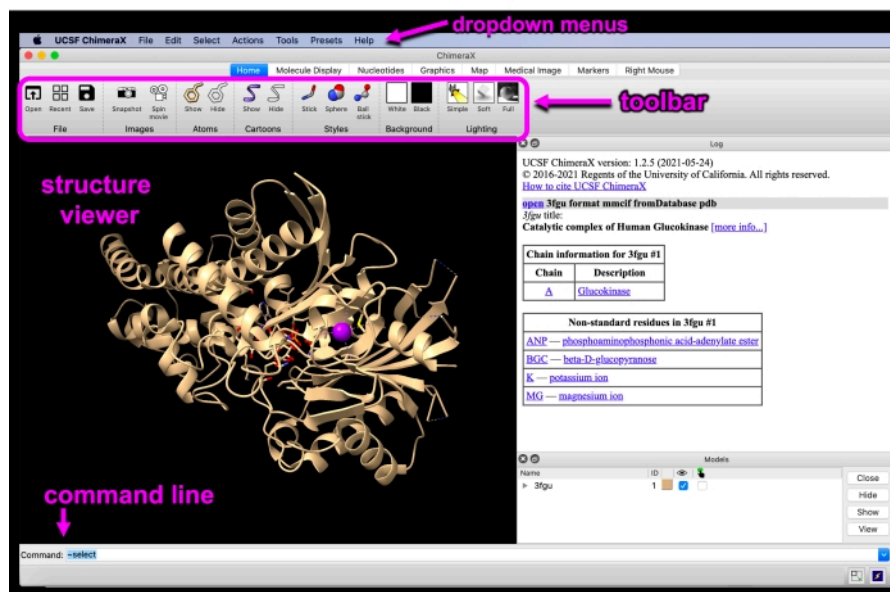 dropdown menus
UCSF ChimeraX File Edit Select Actions Tools Presets Help
ChimeraX
Home Molecule Display Nucleotides Graphics Map Medical Image Markers Right Mouse
toolbar
Open Recent Save Snapshot Spin movie Show Hide Show Hide Stick Sphere Ball stick White Black Simple Soft Full
File Images Atoms Cartoons Styles Background Lighting
structure
viewer
Log
UCSF ChimeraX version: 1.2.5 (2021-05-24)
© 2016-2021 Regents of the University of California. All rights reserved.
How to cite UCSF ChimeraX
open 3fgu format mmcif fromDatabase pdb
3fgu title:
Catalytic complex of Human Glucokinase [more info...]
Chain information for 3fgu #1
Chain Description
A Glucokinase
Non-standard residues in 3fgu #1
ANP — phosphoaminophosphonic acid-adenylate ester
BGC — beta-D-glucopyranose
K — potassium ion
MG — magnesium ion
Models
Name ID
3fgu 1
Close
Hide
Show
View
command line
Command: ~select